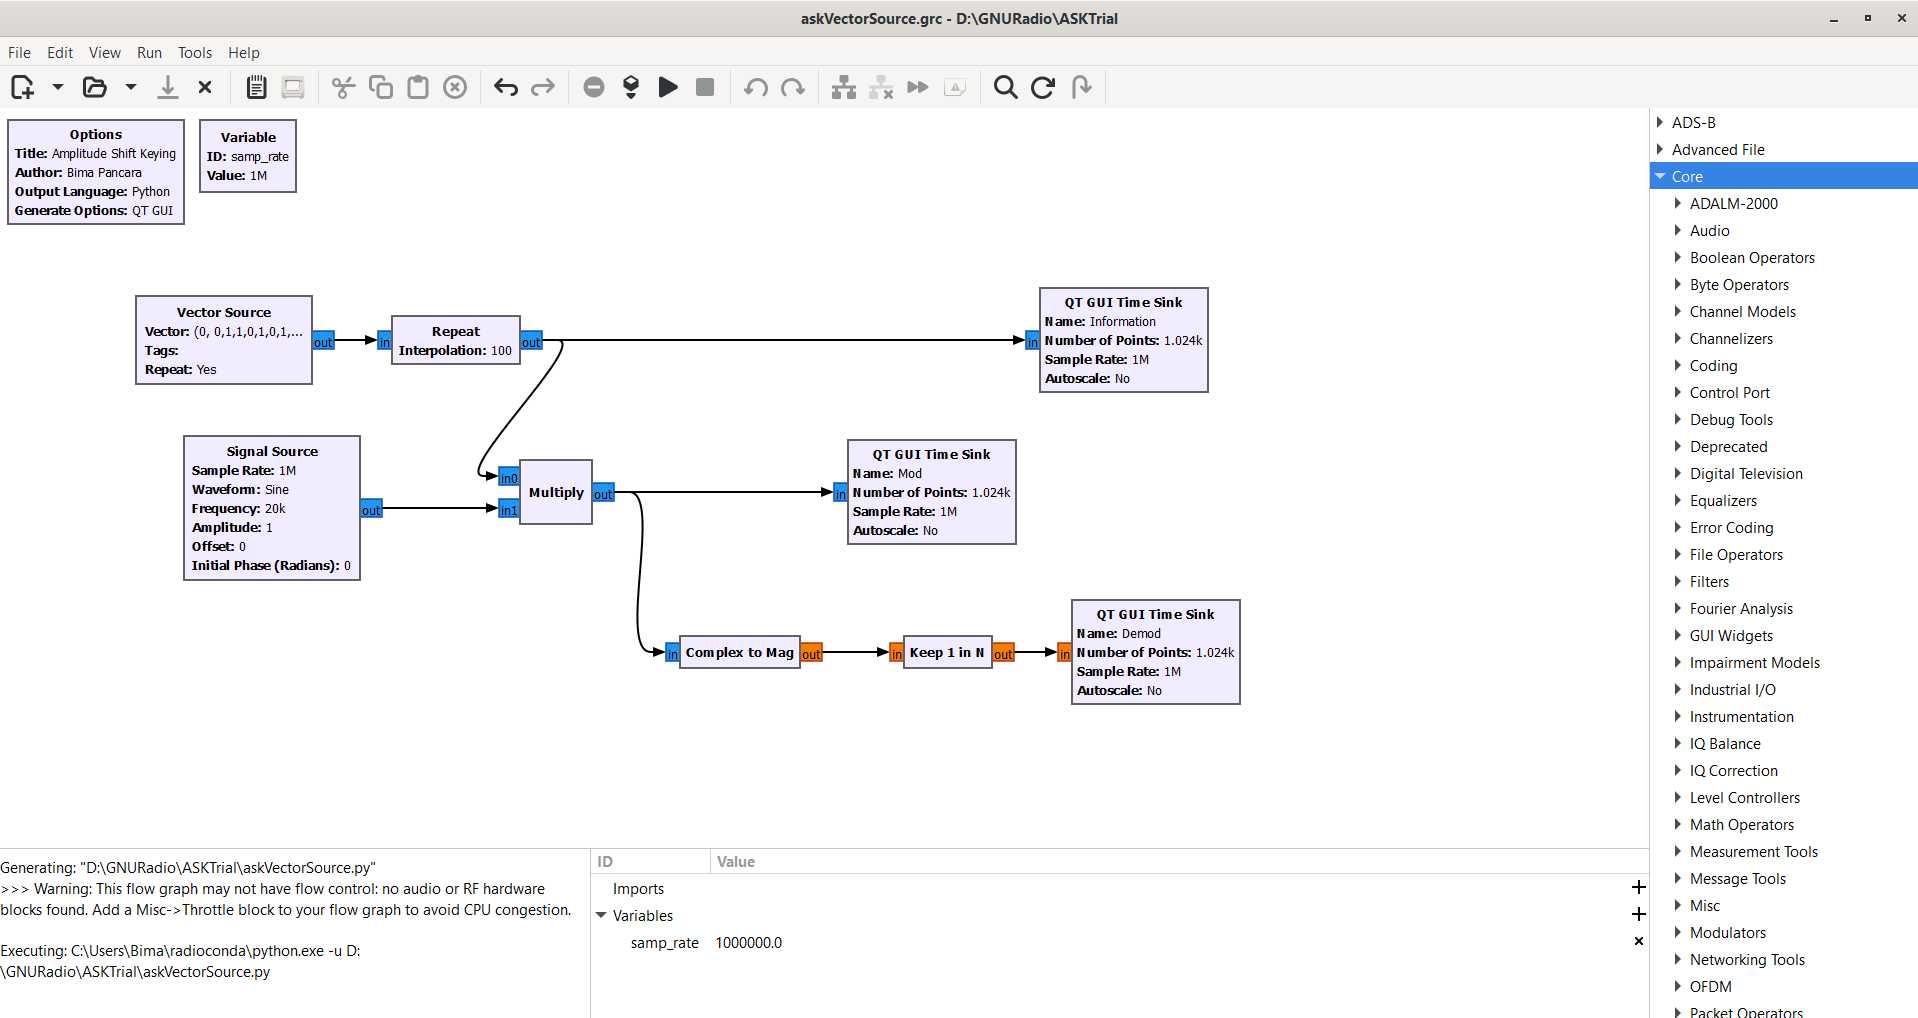 askVectorSource.grc - D:\GNURadio\ASKTrial
File Edit View Run Tools Help
Options
Title: Amplitude Shift Keying
Author: Bima Pancara
Output Language: Python
Generate Options: QT GUI
Variable
ID: samp_rate
Value: 1M
Vector Source
Vector: (0, 0,1,1,0,1,0,1,...
Tags:
Repeat: Yes
out
in
Repeat
Interpolation: 100
out
in
QT GUI Time Sink
Name: Information
Number of Points: 1.024k
Sample Rate: 1M
Autoscale: No
Signal Source
Sample Rate: 1M
Waveform: Sine
Frequency: 20k
Amplitude: 1
Offset: 0
Initial Phase (Radians): 0
out
in0
in1
Multiply
out
in
QT GUI Time Sink
Name: Mod
Number of Points: 1.024k
Sample Rate: 1M
Autoscale: No
in
Complex to Mag
out
in
Keep 1 in N
out
in
QT GUI Time Sink
Name: Demod
Number of Points: 1.024k
Sample Rate: 1M
Autoscale: No
ADS-B
Advanced File
Core
ADALM-2000
Audio
Boolean Operators
Byte Operators
Channel Models
Channelizers
Coding
Control Port
Debug Tools
Deprecated
Digital Television
Equalizers
Error Coding
File Operators
Filters
Fourier Analysis
GUI Widgets
Impairment Models
Industrial I/O
Instrumentation
IQ Balance
IQ Correction
Level Controllers
Math Operators
Measurement Tools
Message Tools
Misc
Modulators
Networking Tools
OFDM
Packet Operators
Generating: "D:\GNURadio\ASKTrial\askVectorSource.py"
>>> Warning: This flow graph may not have flow control: no audio or RF hardware
blocks found. Add a Misc->Throttle block to your flow graph to avoid CPU congestion.
Executing: C:\Users\Bima\radioconda\python.exe -u D:
\GNURadio\ASKTrial\askVectorSource.py
ID Value
Imports
Variables
samp_rate 1000000.0